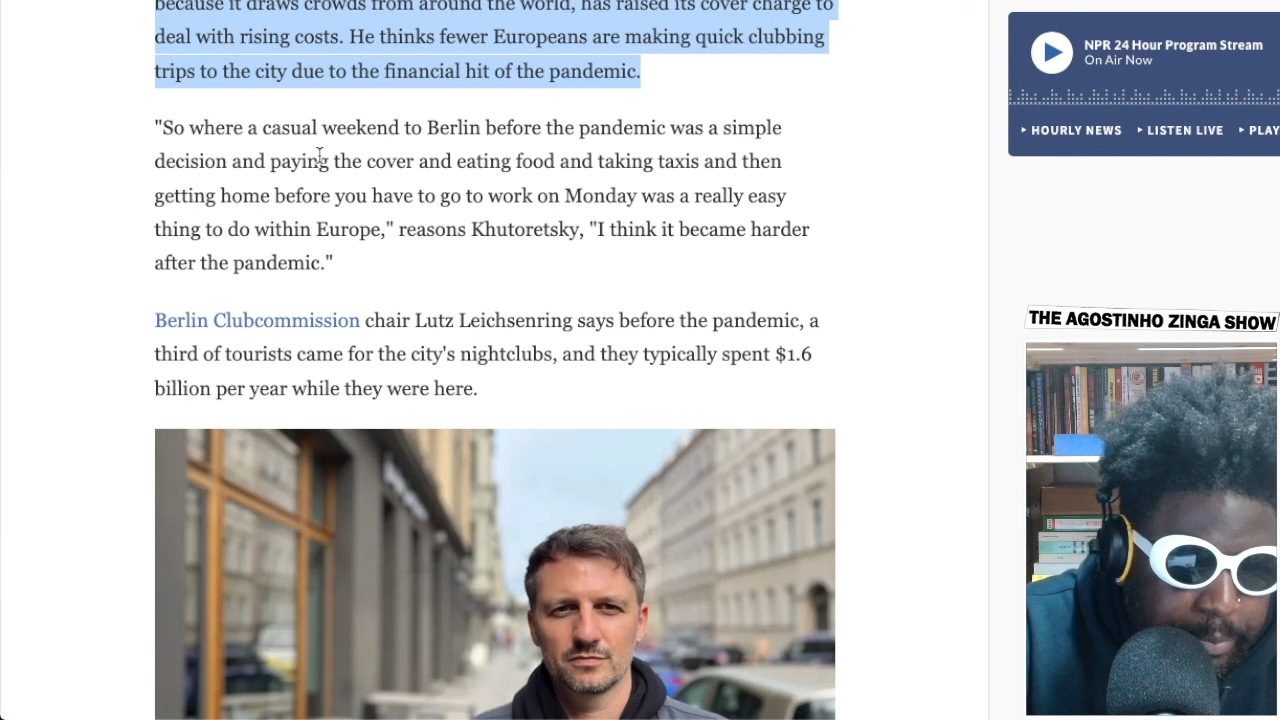 because it draws crowds from around the world, has raised its cover charge to
deal with rising costs. He thinks fewer Europeans are making quick clubbing
trips to the city due to the financial hit of the pandemic.
"So where a casual weekend to Berlin before the pandemic was a simple
decision and paying the cover and eating food and taking taxis and then
getting home before you have to go to work on Monday was a really easy
thing to do within Europe," reasons Khutoretsky, "I think it became harder
after the pandemic."
Berlin Clubcommission chair Lutz Leichsenring says before the pandemic, a
third of tourists came for the city's nightclubs, and they typically spent $1.6
billion per year while they were here.
NPR 24 Hour Program Stream
On Air Now
HOURLY NEWS
LISTEN LIVE
PLAY
THE AGOSTINHO ZINGA SHOW